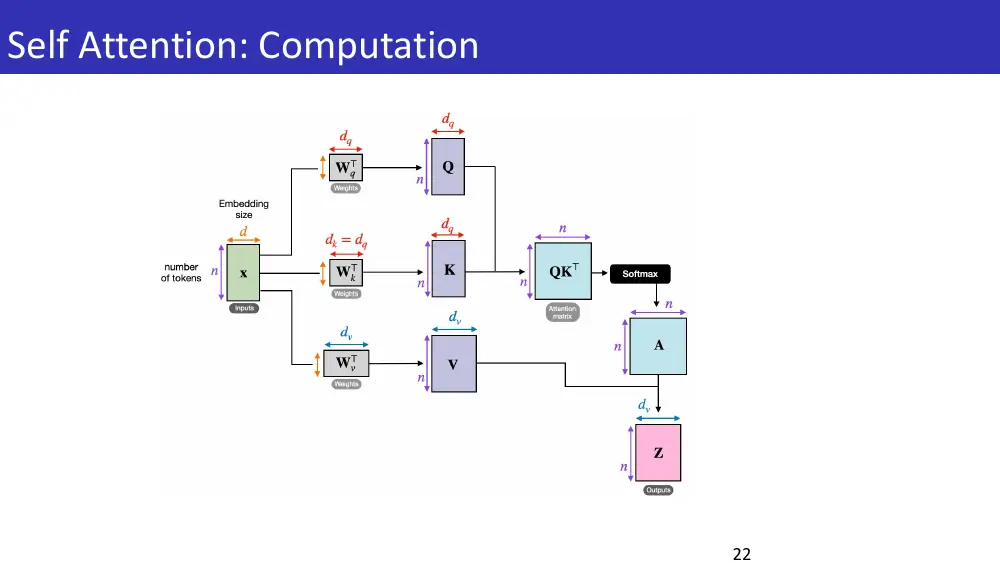 Self Attention: Computation
Embedding size
d
number of tokens
n
x
Inputs
d_q
W_q^⊤
Weights
d_q
n
Q
d_k = d_q
W_k^⊤
Weights
d_q
n
K
d_v
W_v^⊤
Weights
d_v
n
V
n
n
QK^⊤
Attention matrix
Softmax
n
n
A
d_v
n
Z
Outputs
22